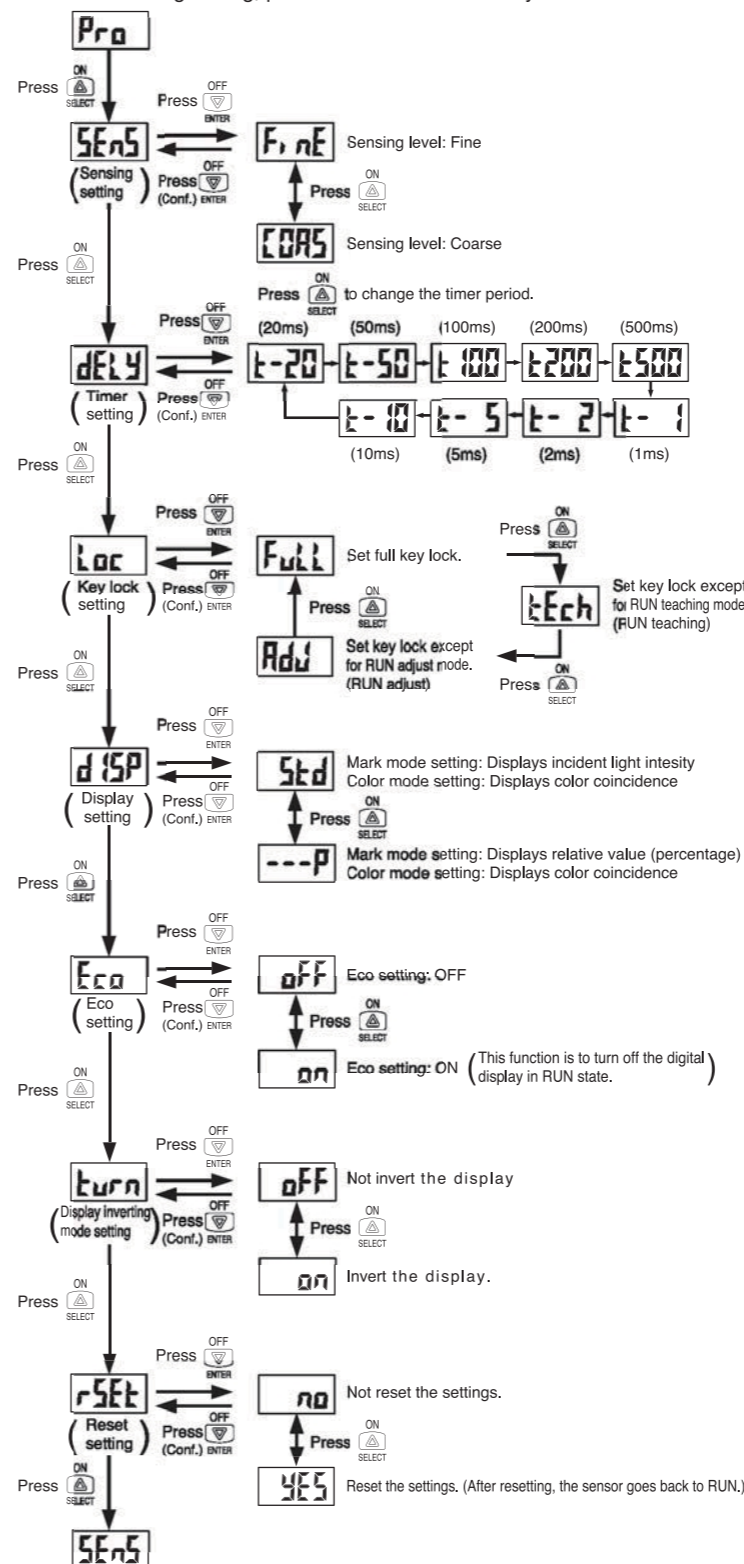 Pro
Press ON SELECT
Press OFF ENTER
SEnS
(Sensing setting)
Press OFF ENTER
(Conf.)
FinE
Sensing level: Fine
Press ON SELECT
COAS
Sensing level: Coarse
Press ON SELECT
Press ON SELECT to change the timer period.
Press OFF ENTER
dELY
(Timer setting)
Press OFF ENTER
(Conf.)
(20ms) (50ms) (100ms) (200ms) (500ms)
t-20 t-50 t100 t200 t500
t-10 t- 5 t- 2 t- 1
(10ms) (5ms) (2ms) (1ms)
Press ON SELECT
Press OFF ENTER
Loc
(Key lock setting)
Press OFF ENTER
(Conf.)
FuLL
Set full key lock.
Press ON SELECT
tEch
Set key lock except
for RUN teaching mode
(RUN teaching)
Press ON SELECT
Press ON SELECT
AdJ
Set key lock except
for RUN adjust mode.
(RUN adjust)
Press ON SELECT
Press OFF ENTER
diSP
(Display setting)
Press OFF ENTER
(Conf.)
Std
Mark mode setting: Displays incident light intesity
Color mode setting: Displays color coincidence
Press ON SELECT
---P
Mark mode setting: Displays relative value (percentage)
Color mode setting: Displays color coincidence
Press ON SELECT
Press OFF ENTER
Eco
(Eco setting)
Press OFF ENTER
(Conf.)
oFF
Eco setting: OFF
Press ON SELECT
on
Eco setting: ON
(This function is to turn off the digital
display in RUN state.)
Press ON SELECT
Press OFF ENTER
turn
(Display inverting
mode setting)
Press OFF ENTER
(Conf.)
oFF
Not invert the display
Press ON SELECT
on
Invert the display.
Press ON SELECT
Press OFF ENTER
rSEt
(Reset setting)
Press OFF ENTER
(Conf.)
no
Not reset the settings.
Press ON SELECT
YES
Reset the settings. (After resetting, the sensor goes back to RUN.)
Press ON SELECT
SEnS